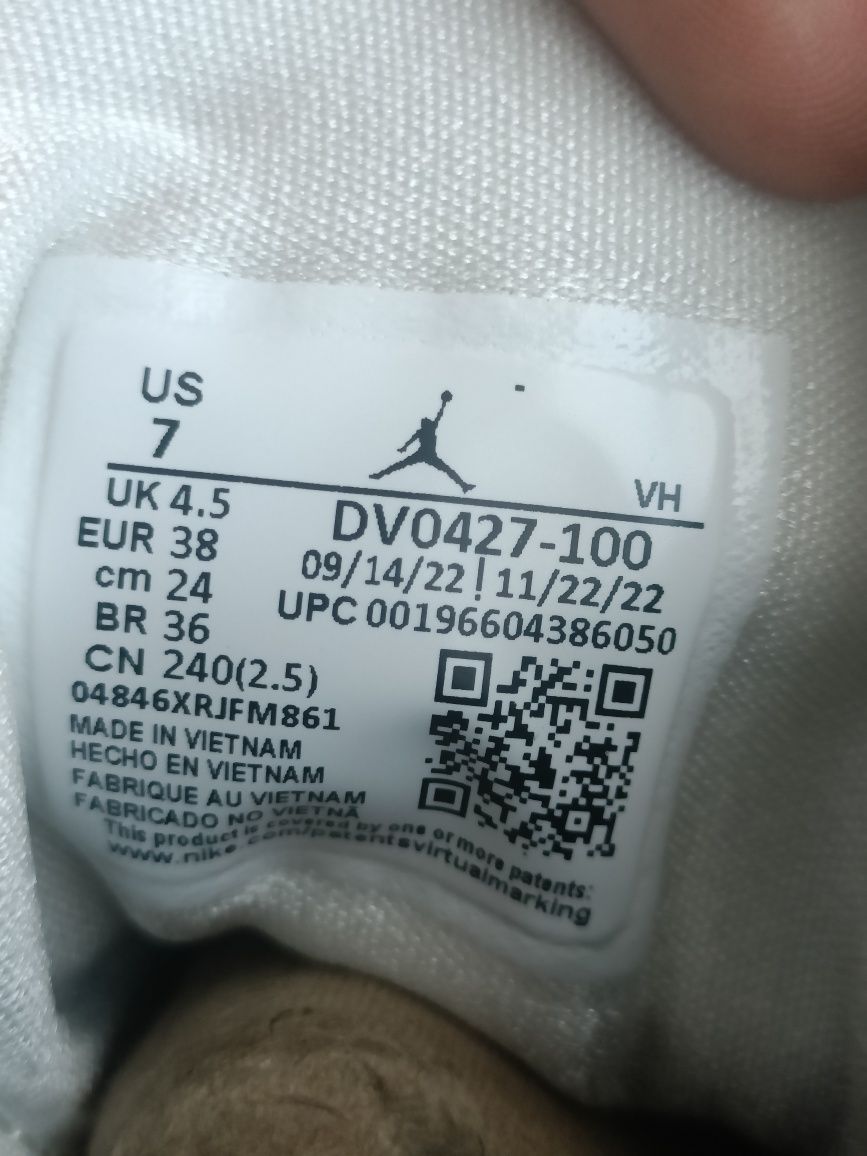 US
7
VH
UK 4.5
EUR 38
cm 24
BR 36
CN 240(2.5)
DV0427-100
09/14/22 | 11/22/22
UPC 00196604386050
04846XRJFM861
MADE IN VIETNAM
HECHO EN VIETNAM
FABRIQUE AU VIETNAM
FABRICADO NO VIETNÃ
This product is covered by one or more patents:
www.nike.com/patentsvirtualmarking